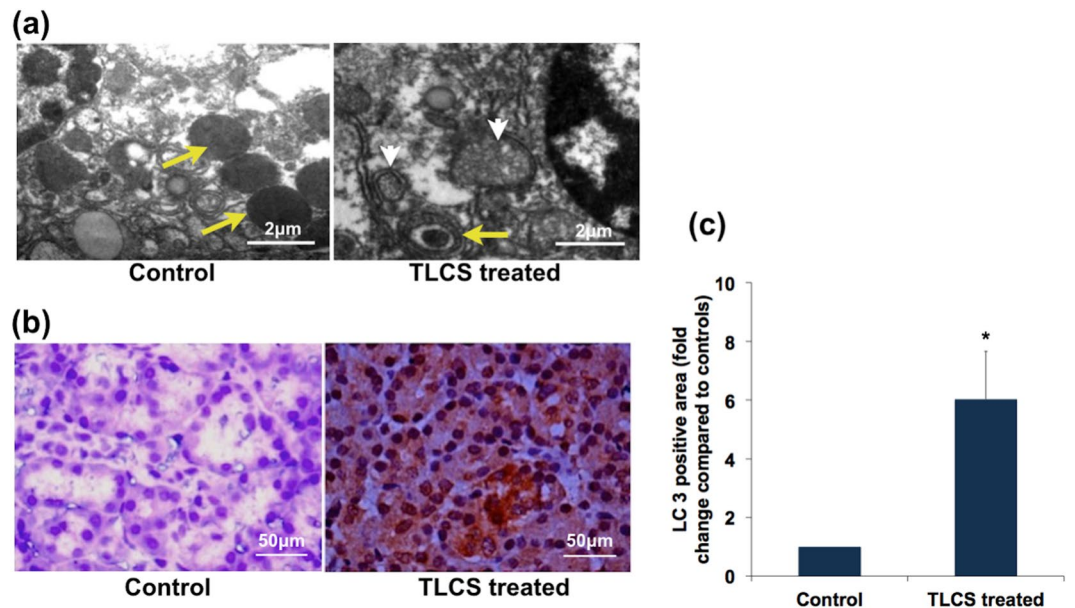 (a)
2μm
2μm
Control
TLCS treated
(b)
50μm
50μm
Control
TLCS treated
(c)
LC 3 positive area (fold
change compared to controls)
10
8
6
4
2
0
*
Control
TLCS treated